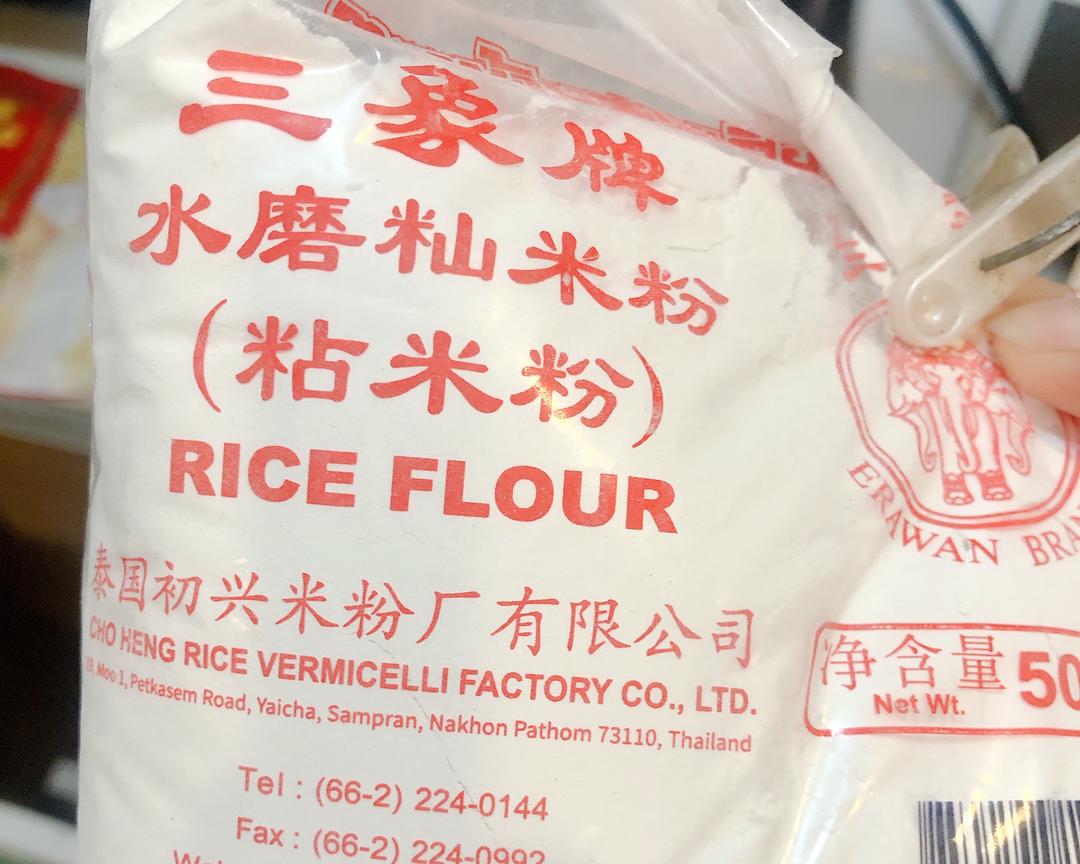 三象牌
水磨籼米粉
(粘米粉)
RICE FLOUR
泰国初兴米粉厂有限公司
CHO HENG RICE VERMICELLI FACTORY CO., LTD.
Moo 1, Petkasem Road, Yaicha, Sampran, Nakhon Pathom 73110, Thailand
Tel : (66-2) 224-0144
Fax : (66-2) 224-0992
ERAWAN BRAN
净含量 50
Net Wt.